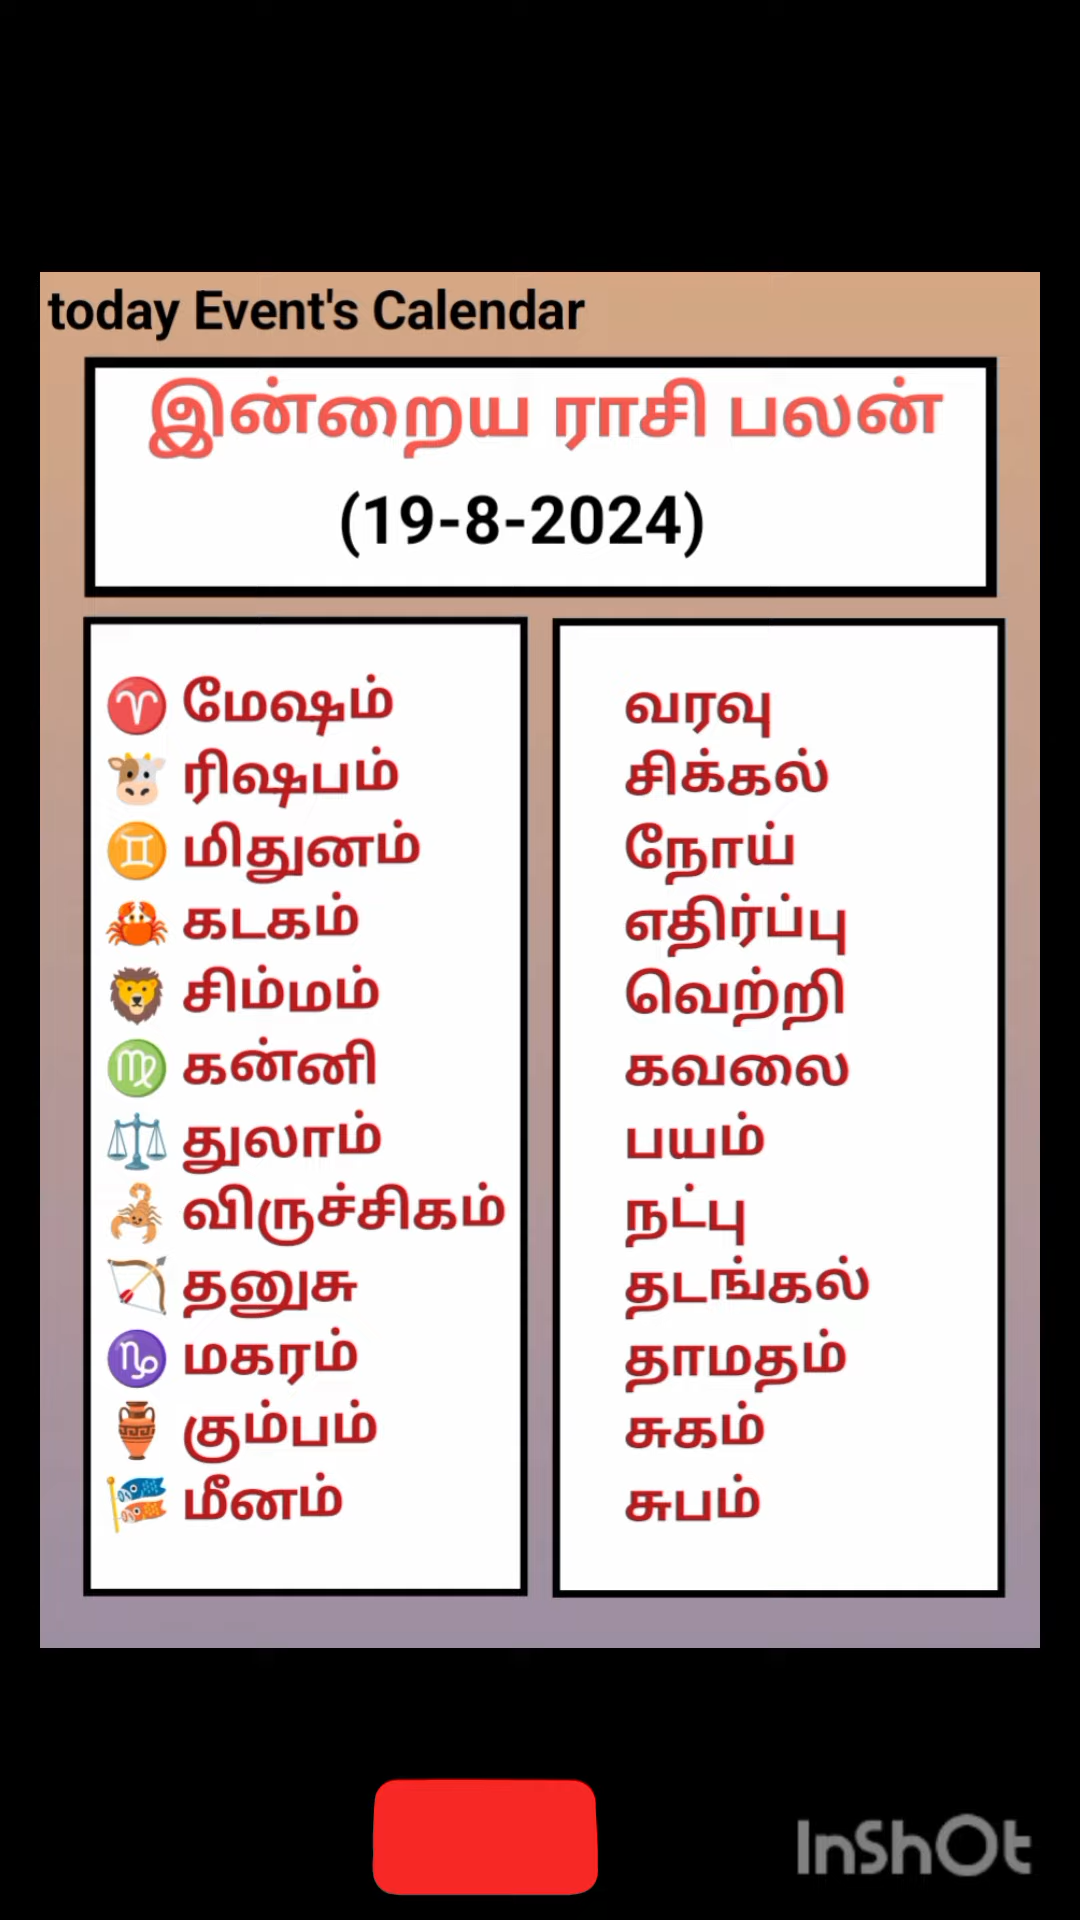 today Event's Calendar
இன்றைய ராசி பலன்
(19-8-2024)
மேஷம் வரவு
ரிஷபம் சிக்கல்
மிதுனம் நோய்
கடகம் எதிர்ப்பு
சிம்மம் வெற்றி
கன்னி கவலை
துலாம் பயம்
விருச்சிகம் நட்பு
தனுசு தடங்கல்
மகரம் தாமதம்
கும்பம் சுகம்
மீனம் சுபம்
InShOt